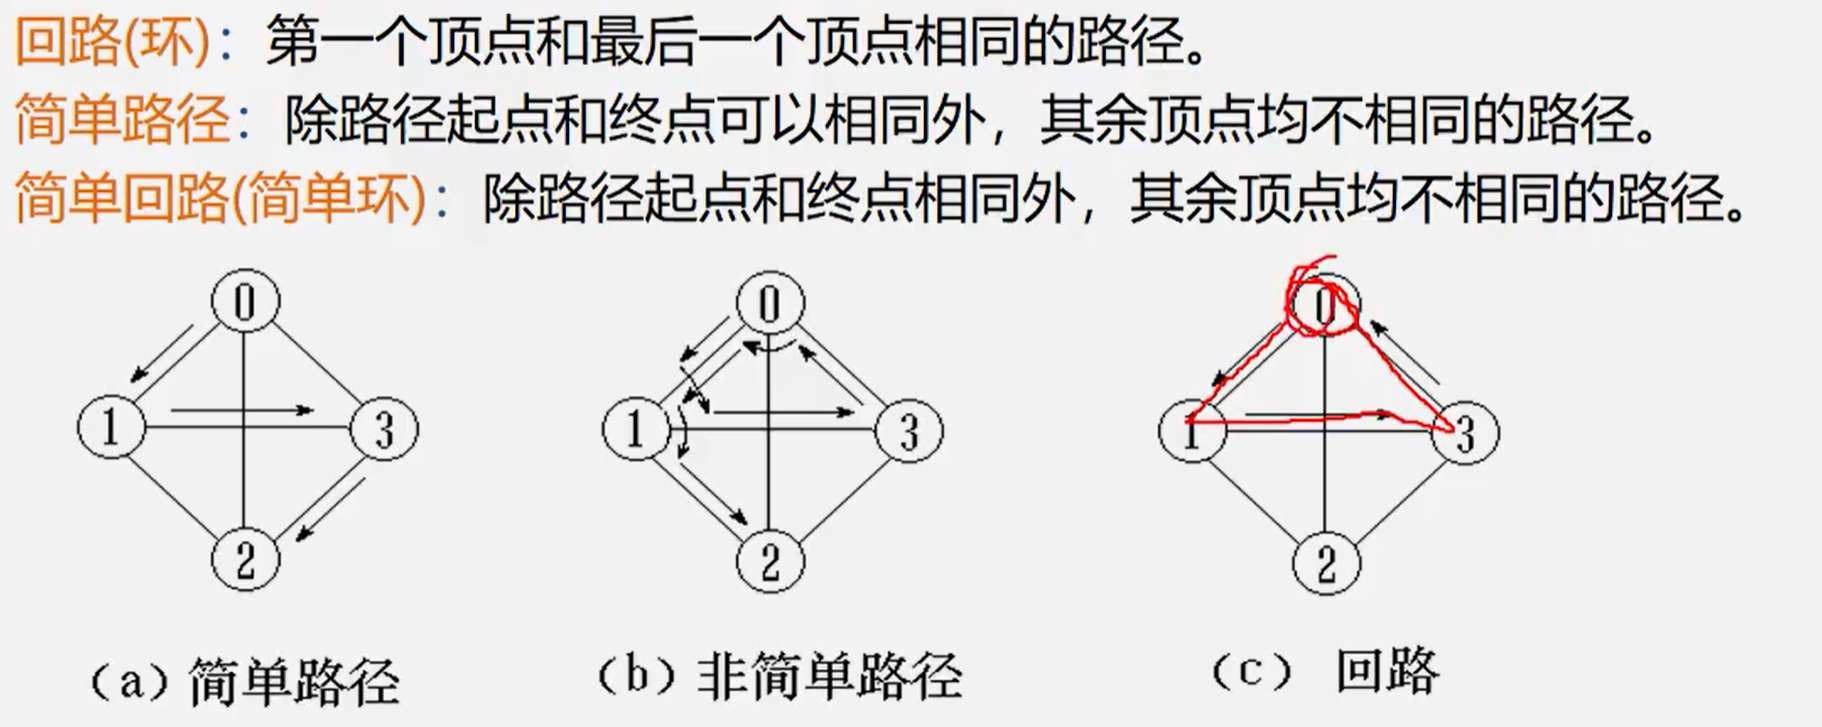 回路(环)：第一个顶点和最后一个顶点相同的路径。
简单路径：除路径起点和终点可以相同外，其余顶点均不相同的路径。
简单回路(简单环)：除路径起点和终点相同外，其余顶点均不相同的路径。
0 0 0
1 3 1 3 1 3
2 2 2
（a）简单路径 （b）非简单路径 （c） 回路